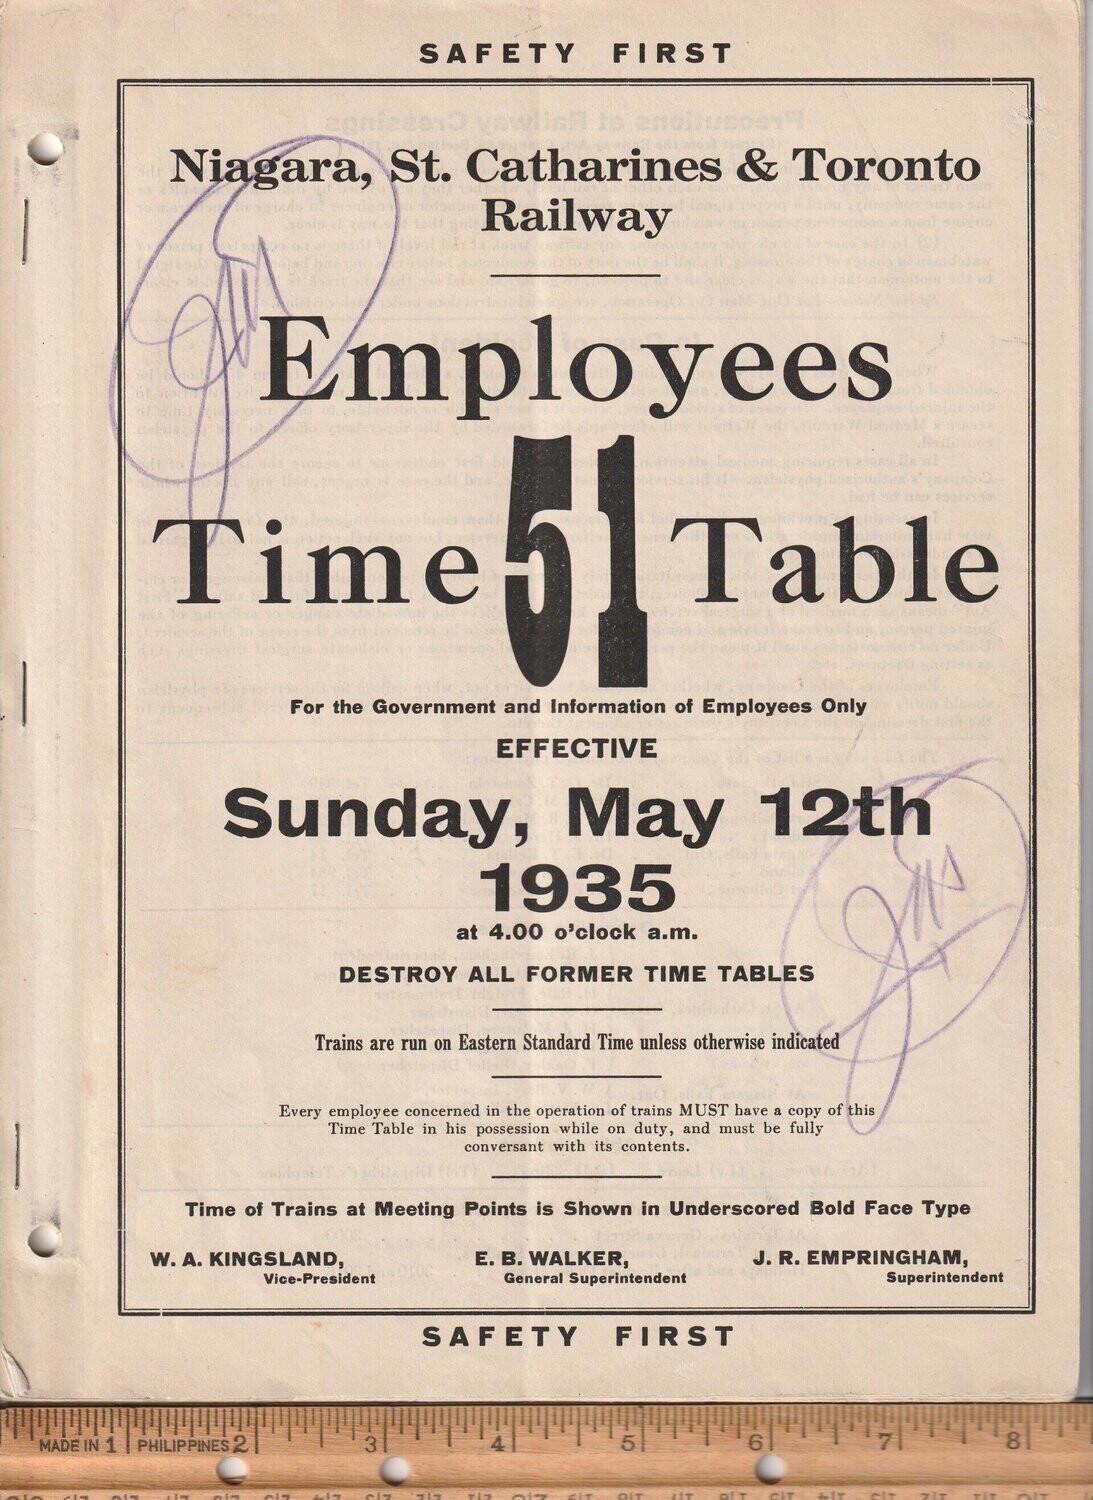 SAFETY FIRST
Niagara, St. Catharines & Toronto
Railway
Employees
Time 51 Table
For the Government and Information of Employees Only
EFFECTIVE
Sunday, May 12th
1935
at 4.00 o'clock a.m.
DESTROY ALL FORMER TIME TABLES
Trains are run on Eastern Standard Time unless otherwise indicated
Every employee concerned in the operation of trains MUST have a copy of this
Time Table in his possession while on duty, and must be fully
conversant with its contents.
Time of Trains at Meeting Points is Shown in Underscored Bold Face Type
W. A. KINGSLAND, E. B. WALKER, J. R. EMPRINGHAM,
Vice-President General Superintendent Superintendent
SAFETY FIRST
MADE IN 1 PHILIPPINES 2 3 4 5 6 7 8